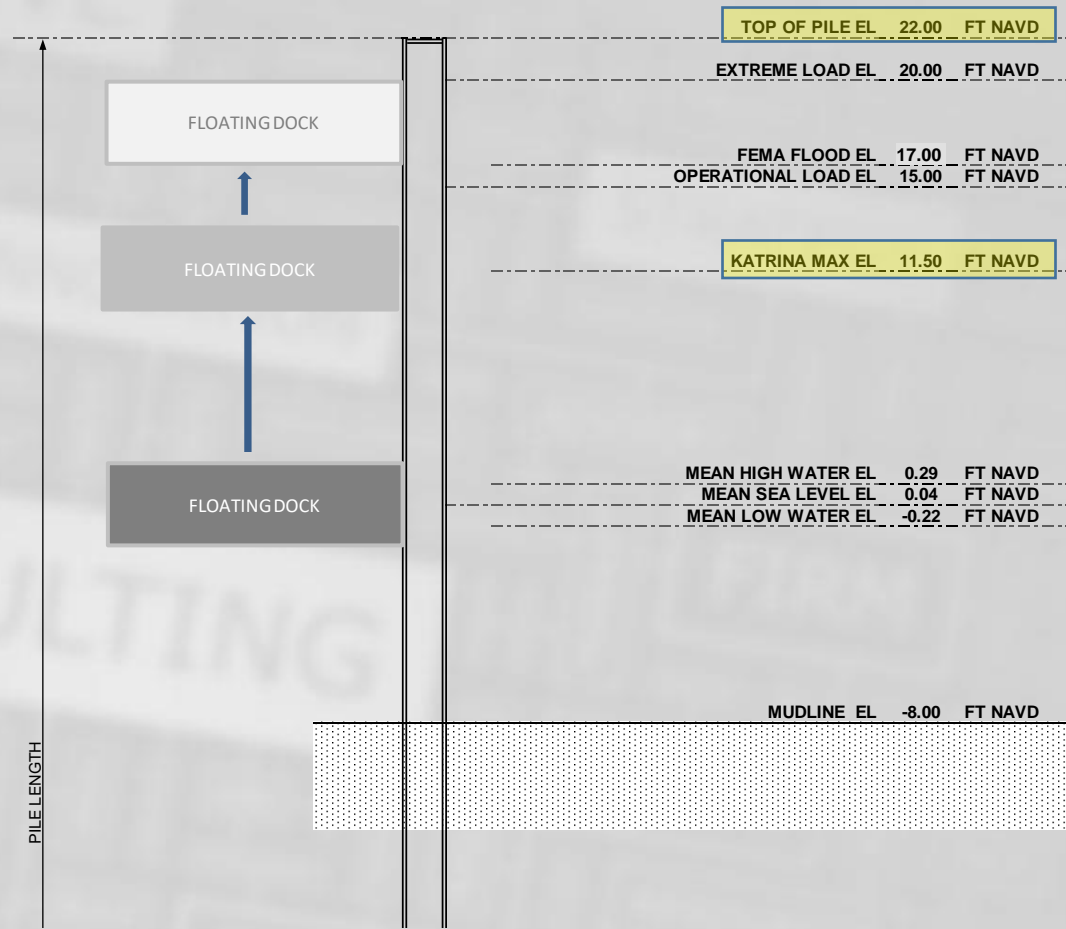 TOP OF PILE EL 22.00 FT NAVD
EXTREME LOAD EL 20.00 FT NAVD
FLOATING DOCK
FEMA FLOOD EL 17.00 FT NAVD
OPERATIONAL LOAD EL 15.00 FT NAVD
KATRINA MAX EL 11.50 FT NAVD
FLOATING DOCK
MEAN HIGH WATER EL 0.29 FT NAVD
MEAN SEA LEVEL EL 0.04 FT NAVD
FLOATING DOCK
MEAN LOW WATER EL -0.22 FT NAVD
ULTING
MUDLINE EL -8.00 FT NAVD
PILE LENGTH